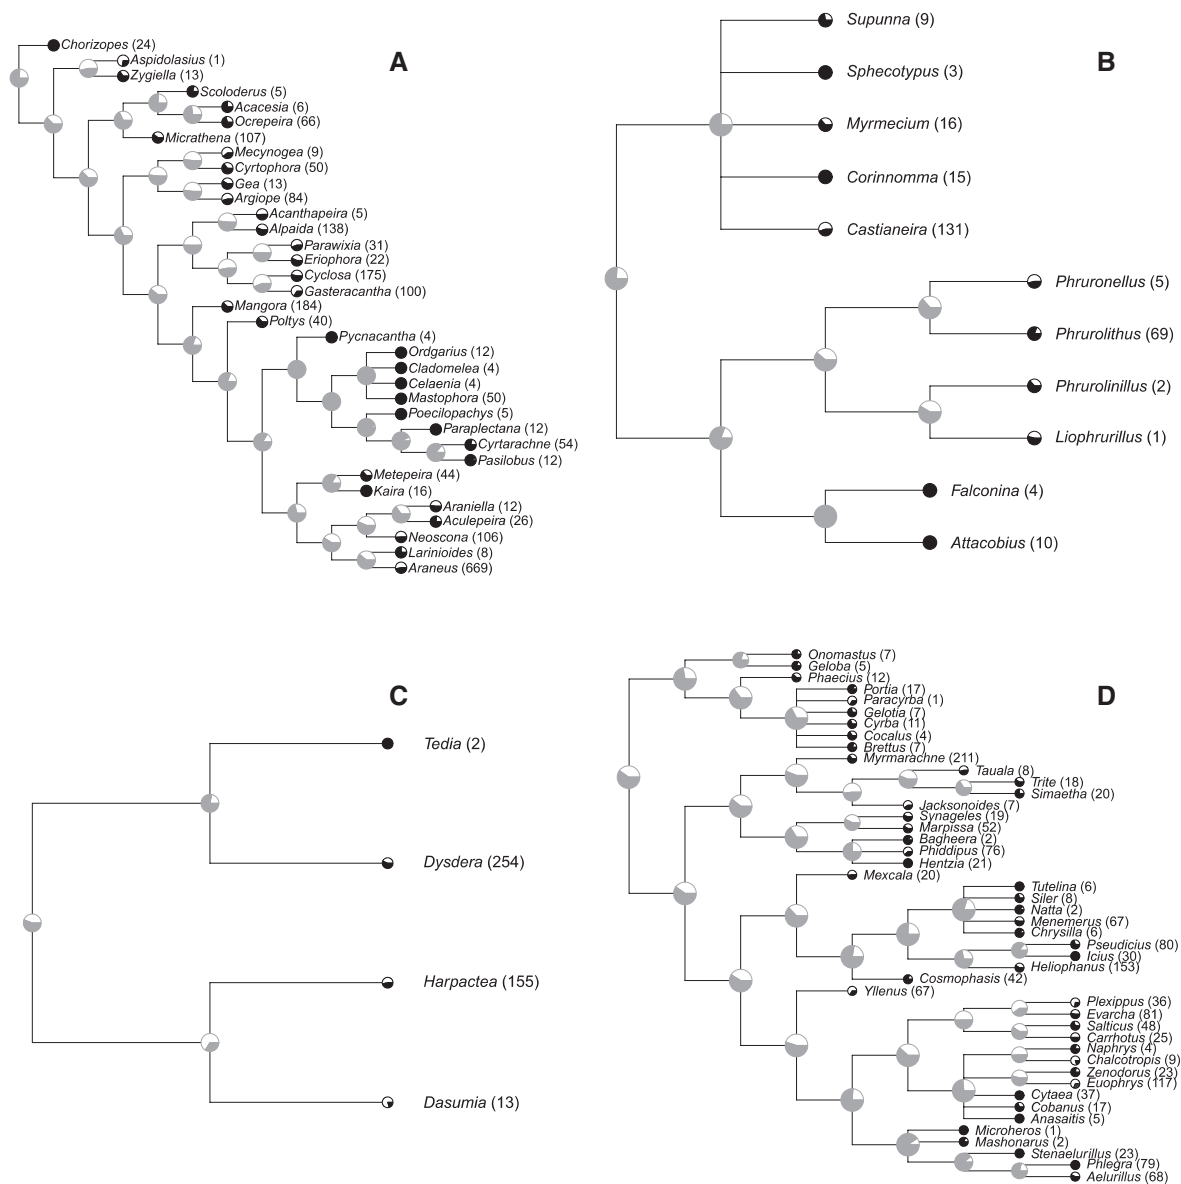 A
Chorizopes (24)
Aspidolasius (1)
Zygiella (13)
Scoloderus (5)
Acacesia (6)
Ocrepeira (66)
Micrathena (107)
Mecynogea (9)
Cyrtophora (50)
Gea (13)
Argiope (84)
Acanthapeira (5)
Alpaida (138)
Parawixia (31)
Eriophora (22)
Cyclosa (175)
Gasteracantha (100)
Mangora (184)
Poltys (40)
Pycnacantha (4)
Ordgarius (12)
Cladomelea (4)
Celaenia (4)
Mastophora (50)
Poecilopachys (5)
Paraplectana (12)
Cyrtarachne (54)
Pasilobus (12)
Metepeira (44)
Kaira (16)
Araniella (12)
Aculepeira (26)
Neoscona (106)
Larinioides (8)
Araneus (669)
B
Supunna (9)
Sphecotypus (3)
Myrmecium (16)
Corinnomma (15)
Castianeira (131)
Phruronellus (5)
Phrurolithus (69)
Phrurolinillus (2)
Liophrurillus (1)
Falconina (4)
Attacobius (10)
C
Tedia (2)
Dysdera (254)
Harpactea (155)
Dasumia (13)
D
Onomastus (7)
Geloba (5)
Phaecius (12)
Portia (17)
Paracyrba (1)
Gelotia (7)
Cyrba (11)
Cocalus (4)
Brettus (7)
Myrmarachne (211)
Tauala (8)
Trite (18)
Simaetha (20)
Jacksonoides (7)
Synageles (19)
Marpissa (52)
Bagheera (2)
Phiddipus (76)
Hentzia (21)
Mexcala (20)
Tutelina (6)
Siler (8)
Natta (2)
Menemerus (67)
Chrysilla (6)
Pseudicius (80)
Icius (30)
Heliophanus (153)
Cosmophasis (42)
Yllenus (67)
Plexippus (36)
Evarcha (81)
Salticus (48)
Carrhotus (25)
Naphrys (4)
Chalcotropis (9)
Zenodorus (23)
Euophrys (117)
Cytaea (37)
Cobanus (17)
Anasaitis (5)
Microheros (1)
Mashonarus (2)
Stenaelurillus (23)
Phlegra (79)
Aelurillus (68)